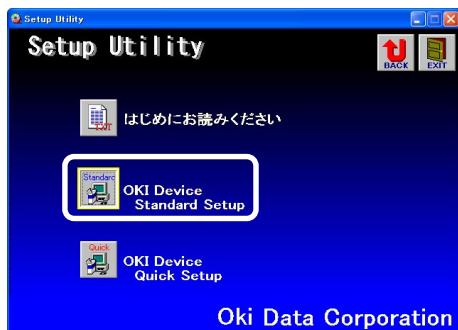 Setup Utility
Setup Utility
BACK
EXIT
TXT
はじめにお読みください
Standard
OKI Device
Standard Setup
Quick
OKI Device
Quick Setup
Oki Data Corporation